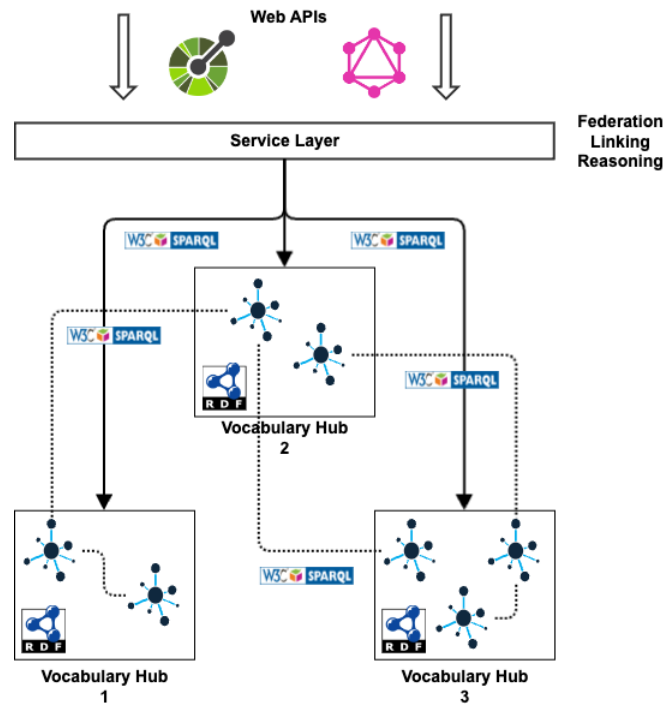 Web APIs
Service Layer
Federation
Linking
Reasoning
W3C SPARQL
W3C SPARQL
W3C SPARQL
W3C SPARQL
RDF
Vocabulary Hub
2
W3C SPARQL
RDF
RDF
Vocabulary Hub
1
Vocabulary Hub
3